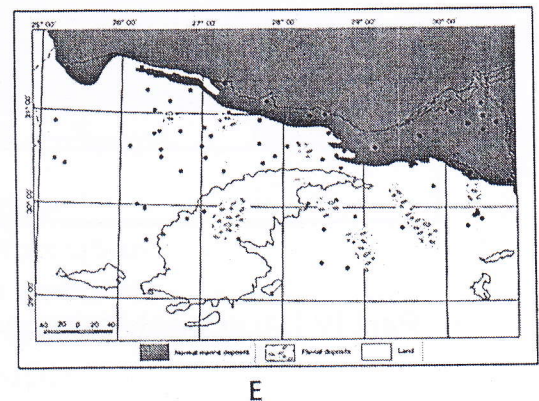 25° 00' 26° 00' 27° 00' 28° 00' 29° 00' 30° 00'
31° 00'
30° 00'
29° 00'
40 20 0 20 40
Normal marine deposits Fluvial deposits Land
E